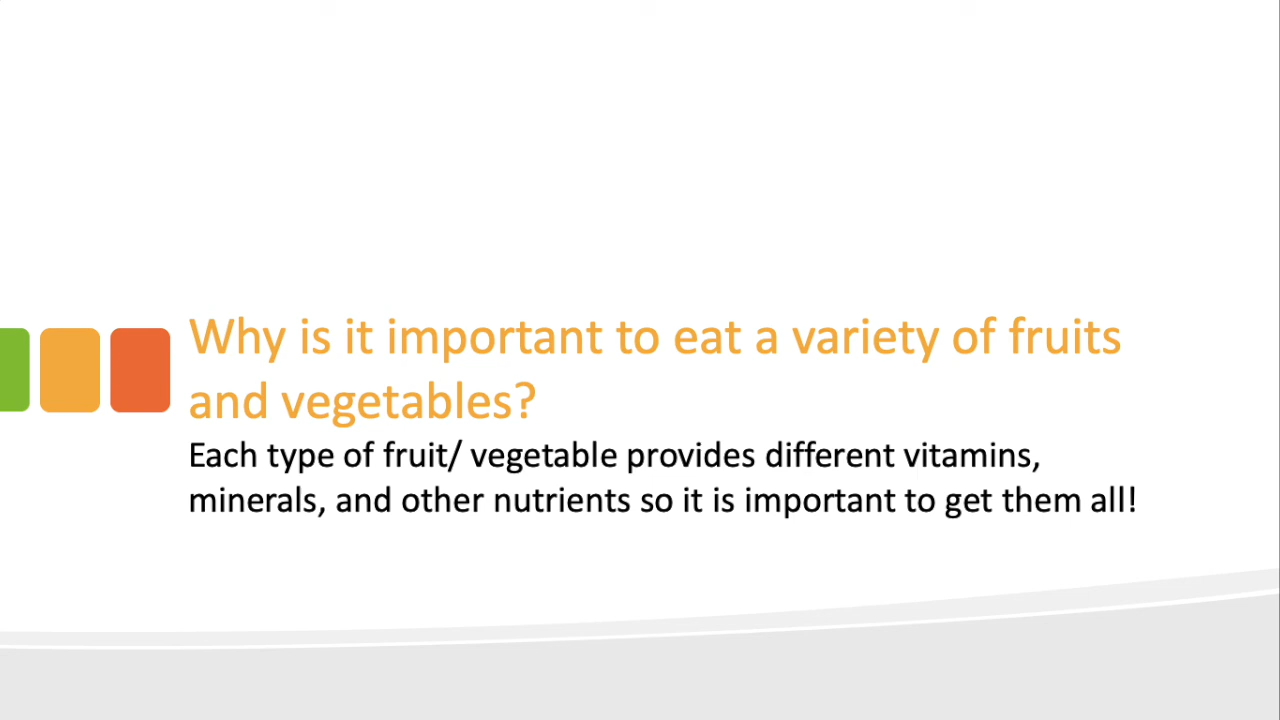 Why is it important to eat a variety of fruits
and vegetables?
Each type of fruit/ vegetable provides different vitamins,
minerals, and other nutrients so it is important to get them all!